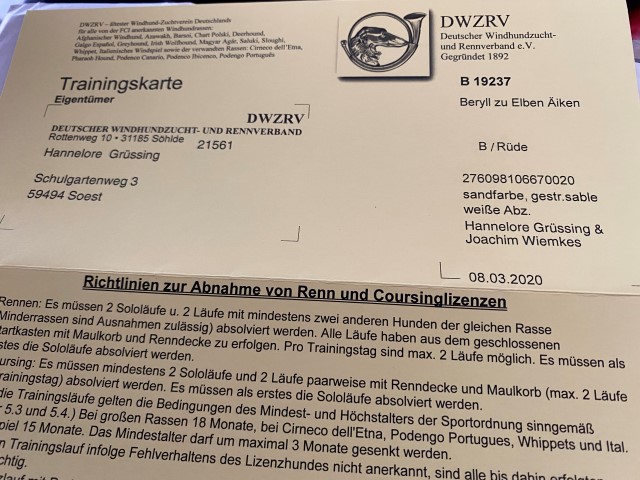 DWZRV – ältester Windhund-Zuchtverein Deutschlands
für alle von der FCI anerkannten Windhundrassen:
Afghanischer Windhund, Azawakh, Barsoi, Chart Polski, Deerhound,
Galgo Español, Greyhound, Irish Wolfhound, Magyar Agár, Saluki, Sloughi,
Whippet, Italienisches Windspiel sowie der verwandten Rassen: Cirneco dell'Etna,
Pharaoh Hound, Podenco Canario, Podenco Ibicenco, Podengo Português
DWZRV
Deutscher Windhundzucht-
und Rennverband e.V.
Gegründet 1892
Trainingskarte
Eigentümer
DWZRV
DEUTSCHER WINDHUNDZUCHT- UND RENNVERBAND
Rottenweg 10 • 31185 Söhlde
21561
Hannelore Grüssing
Schulgartenweg 3
59494 Soest
B 19237
Beryll zu Elben Äiken
B / Rüde
276098106670020
sandfarbe, gestr.sable
weiße Abz.
Hannelore Grüssing &
Joachim Wiemkes
08.03.2020
Richtlinien zur Abnahme von Renn und Coursinglizenzen
Rennen: Es müssen 2 Sololäufe u. 2 Läufe mit mindestens zwei anderen Hunden der gleichen Rasse
Minderrassen sind Ausnahmen zulässig) absolviert werden. Alle Läufe haben aus dem geschlossenen
tartkasten mit Maulkorb und Renndecke zu erfolgen. Pro Trainingstag sind max. 2 Läufe möglich. Es müssen als
stes die Sololäufe absolviert werden.
ursing: Es müssen mindestens 2 Sololäufe und 2 Läufe paarweise mit Renndecke und Maulkorb (max. 2 Läufe
rainingstag) absolviert werden. Es müssen als erstes die Sololäufe absolviert werden.
die Trainingsläufe gelten die Bedingungen des Mindest- und Höchstalters der Sportordnung sinngemäß
5.3 und 5.4.) Bei großen Rassen 18 Monate, bei Cirneco dell'Etna, Podengo Portugues, Whippets und Ital.
piel 15 Monate. Das Mindestalter darf um maximal 3 Monate gesenkt werden.
n Trainingslauf infolge Fehlverhaltens des Lizenzhundes nicht anerkannt, sind alle bis dahin erfolgten
chtig.